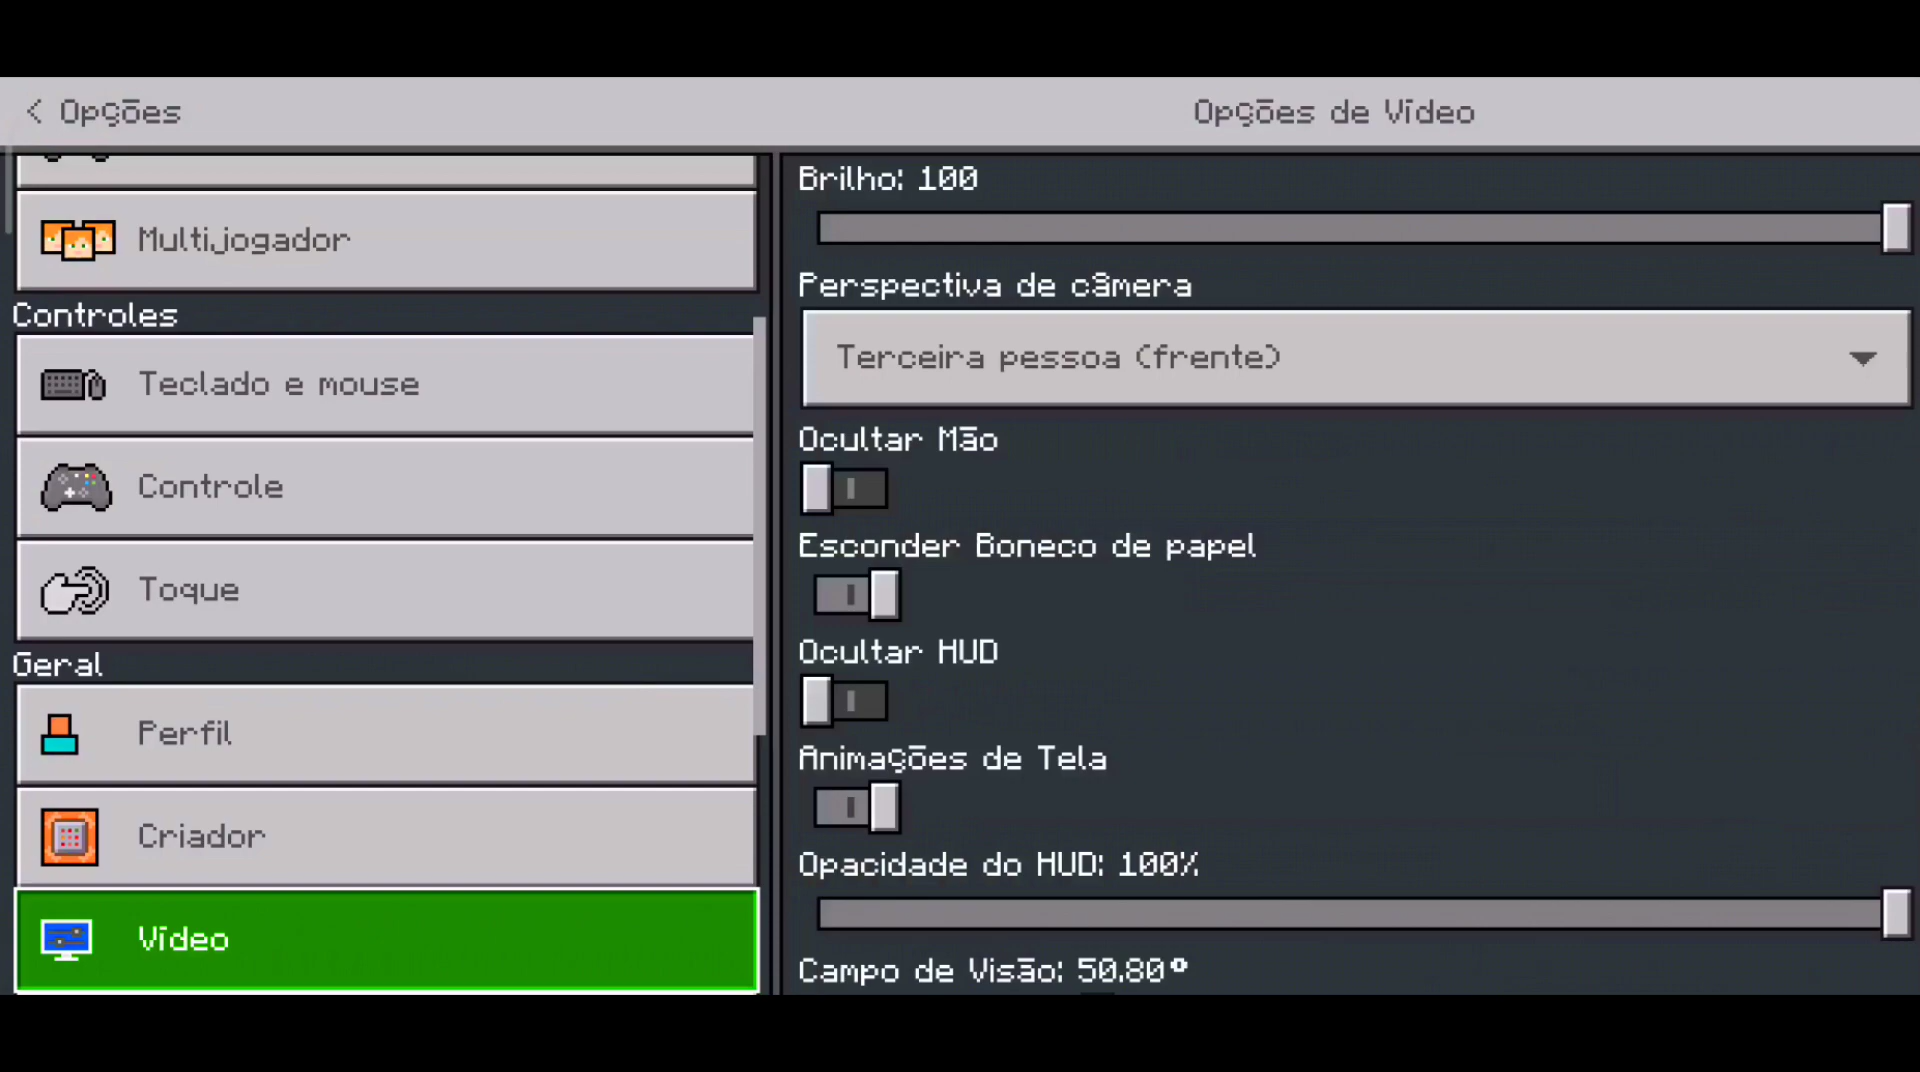 Opções
Opções de Vídeo
Multijogador
Controles
Teclado e mouse
Controle
Toque
Geral
Perfil
Criador
Vídeo
Brilho: 100
Perspectiva de câmera
Terceira pessoa (frente)
Ocultar Mão
Esconder Boneco de papel
Ocultar HUD
Animações de Tela
Opacidade do HUD: 100%
Campo de Visão: 50.80°